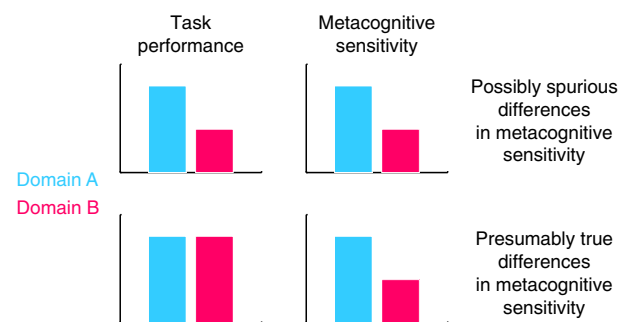 Task
performance
Metacognitive
sensitivity
Possibly spurious
differences
in metacognitive
sensitivity
Domain A
Domain B
Presumably true
differences
in metacognitive
sensitivity